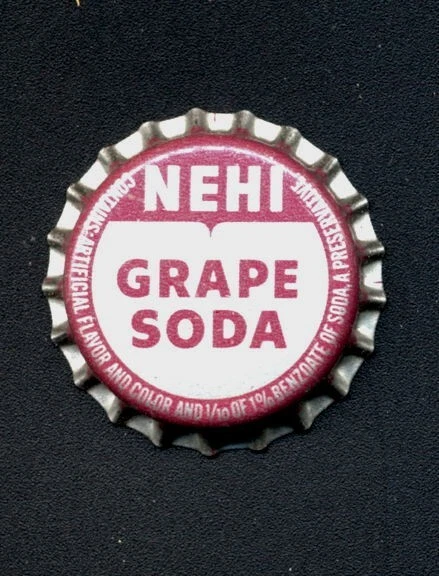 NEHI
GRAPE
SODA
CONTAINS: ARTIFICIAL FLAVOR AND COLOR AND 1/10 OF 1% BENZOATE OF SODA, A PRESERVATIVE